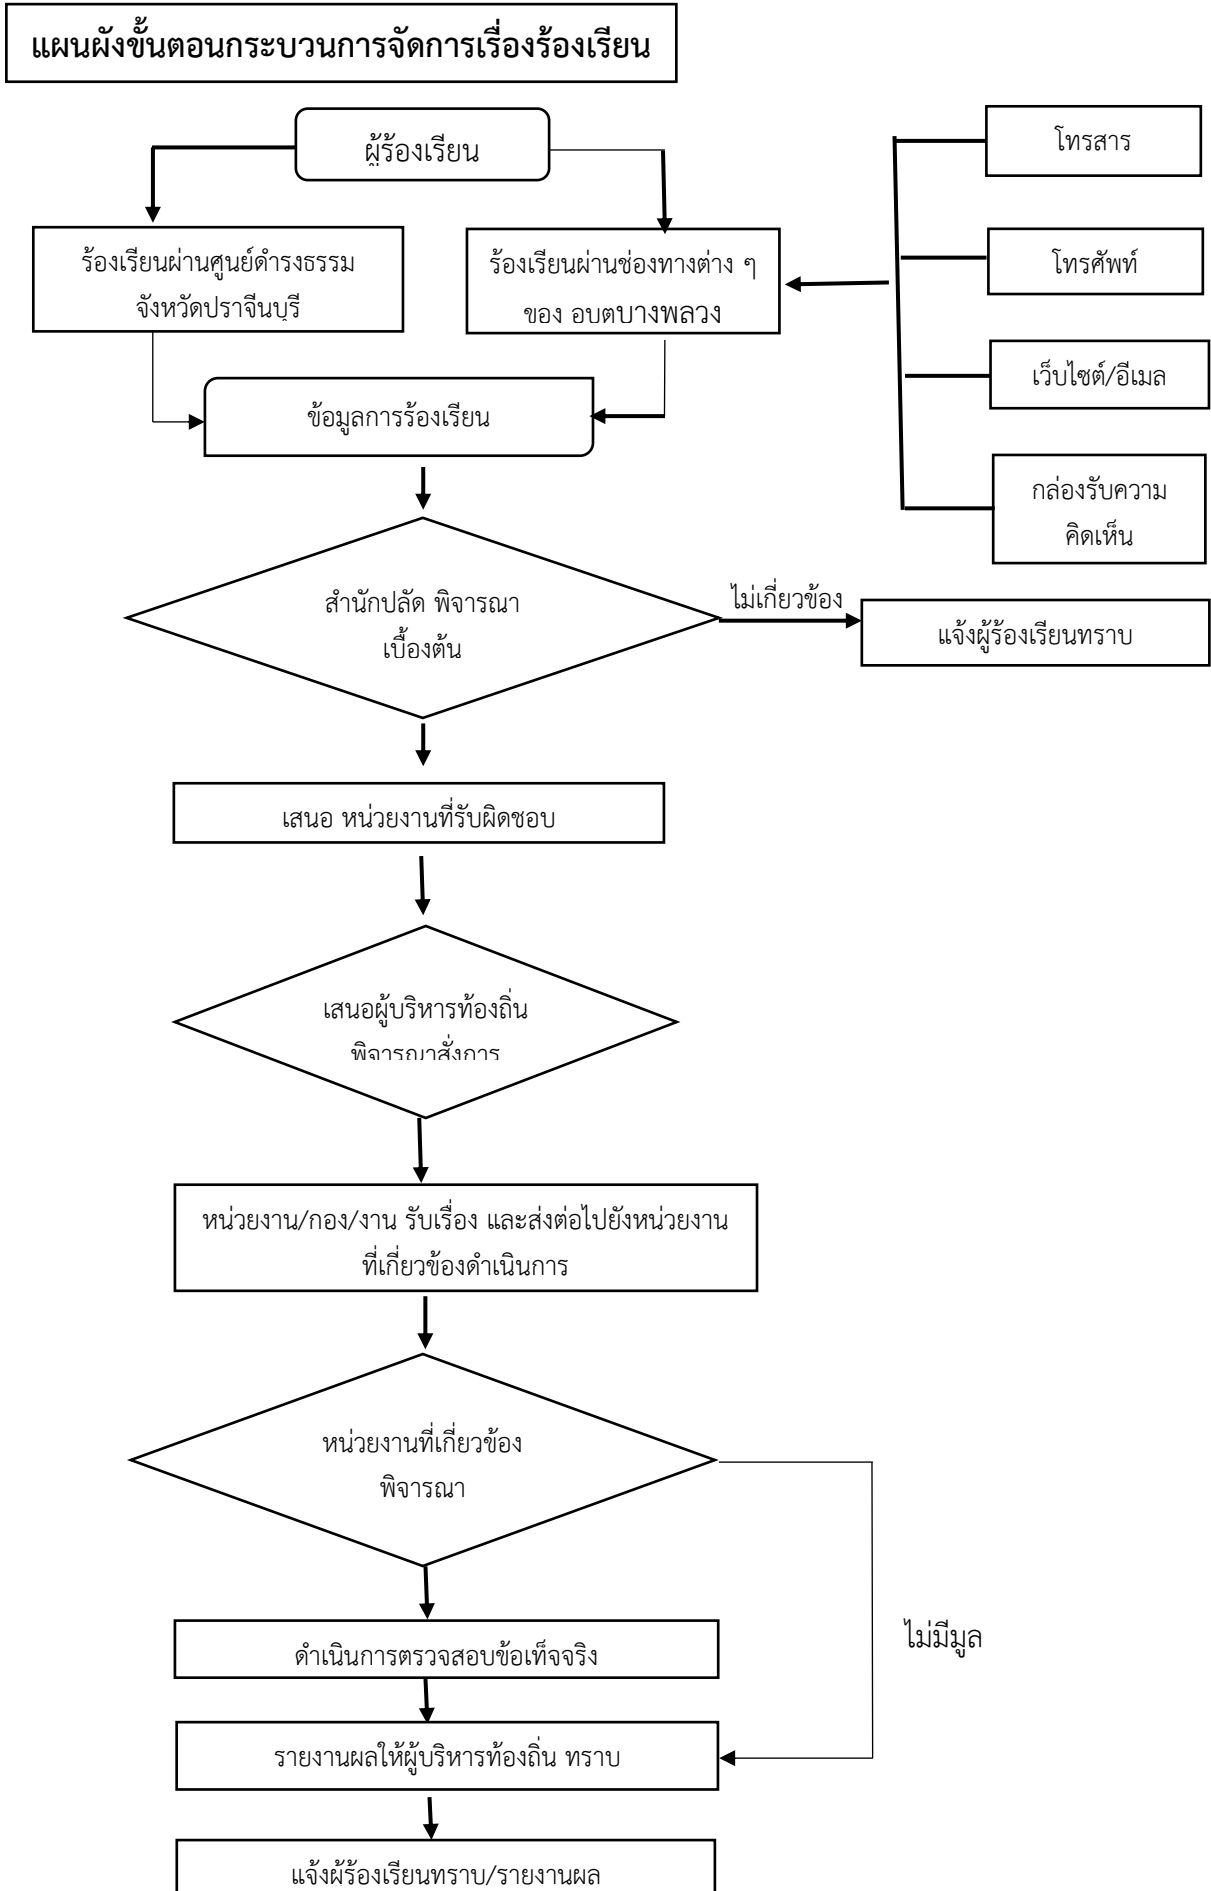 แผนผังขั้นตอนกระบวนการจัดการเรื่องร้องเรียน
ผู้ร้องเรียน
ร้องเรียนผ่านศูนย์ดำรงธรรม
จังหวัดปราจีนบุรี
ร้องเรียนผ่านช่องทางต่าง ๆ
ของ อบตบางพลวง
โทรสาร
โทรศัพท์
เว็บไซต์/อีเมล
กล่องรับความ
คิดเห็น
ข้อมูลการร้องเรียน
สำนักปลัด พิจารณา
เบื้องต้น
ไม่เกี่ยวข้อง
แจ้งผู้ร้องเรียนทราบ
เสนอ หน่วยงานที่รับผิดชอบ
เสนอผู้บริหารท้องถิ่น
พิจารณาสั่งการ
หน่วยงาน/กอง/งาน รับเรื่อง และส่งต่อไปยังหน่วยงาน
ที่เกี่ยวข้องดำเนินการ
หน่วยงานที่เกี่ยวข้อง
พิจารณา
ไม่มีมูล
ดำเนินการตรวจสอบข้อเท็จจริง
รายงานผลให้ผู้บริหารท้องถิ่น ทราบ
แจ้งผู้ร้องเรียนทราบ/รายงานผล